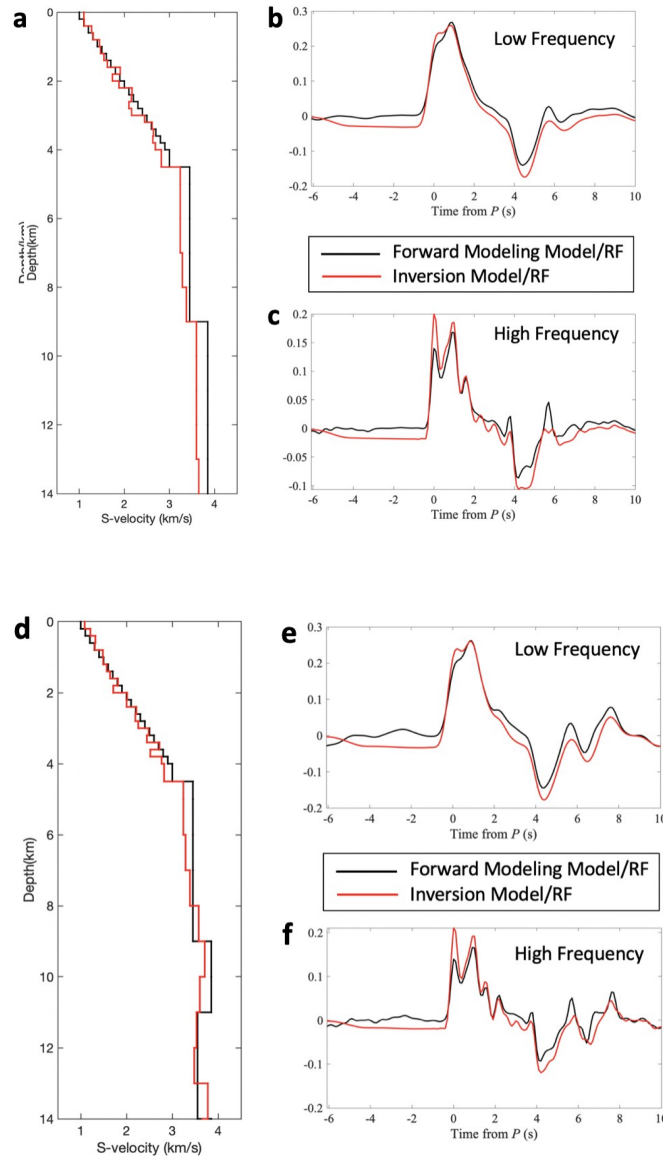 a
0
2
4
6
8
10
12
14
Depth(km)
Depth(km)
1 2 3 4
S-velocity (km/s)
b
Low Frequency
0.3
0.2
0.1
0
-0.1
-0.2
-6 -4 -2 0 2 4 6 8 10
Time from P (s)
Forward Modeling Model/RF
Inversion Model/RF
c
High Frequency
0.2
0.15
0.1
0.05
0
-0.05
-0.1
-6 -4 -2 0 2 4 6 8 10
Time from P (s)
d
0
2
4
6
8
10
12
14
Depth(km)
1 2 3 4
S-velocity (km/s)
e
Low Frequency
0.3
0.2
0.1
0
-0.1
-0.2
-6 -4 -2 0 2 4 6 8 10
Time from P (s)
Forward Modeling Model/RF
Inversion Model/RF
f
High Frequency
0.2
0.1
0
-0.1
-0.2
-6 -4 -2 0 2 4 6 8 10
Time from P (s)